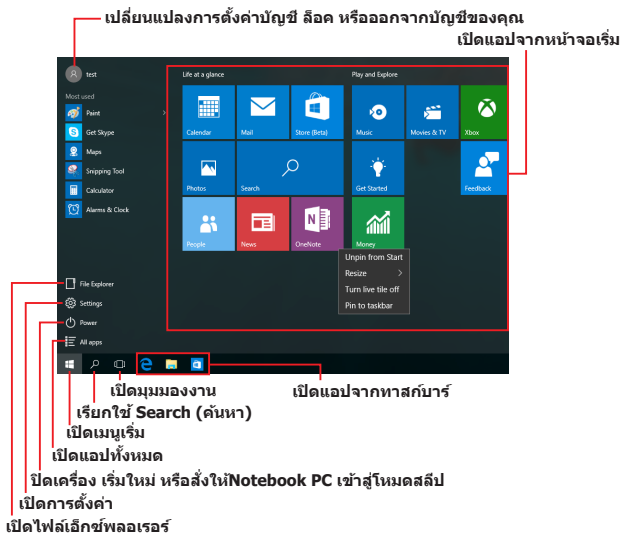 เปลี่ยนแปลงการตั้งค่าบัญชี ล็อค หรือออกจากบัญชีของคุณ
เปิดแอปจากหน้าจอเริ่ม
test
Life at a glance
Play and Explore
Most used
Paint
Get Skype
Maps
Snipping Tool
Calculator
Alarms & Clock
Calendar
Mail
Store (Beta)
Music
Movies & TV
Xbox
Photos
Search
Get Started
Feedback
People
News
OneNote
Money
Unpin from Start
Resize
Turn live tile off
Pin to taskbar
File Explorer
Settings
Power
All apps
เปิดมุมมองงาน
เปิดแอปจากทาสก์บาร์
เรียกใช้ Search (ค้นหา)
เปิดเมนูเริ่ม
เปิดแอปทั้งหมด
ปิดเครื่อง เริ่มใหม่ หรือสั่งให้Notebook PC เข้าสู่โหมดสลีป
เปิดการตั้งค่า
เปิดไฟล์เอ็กซ์พลอเรอร์